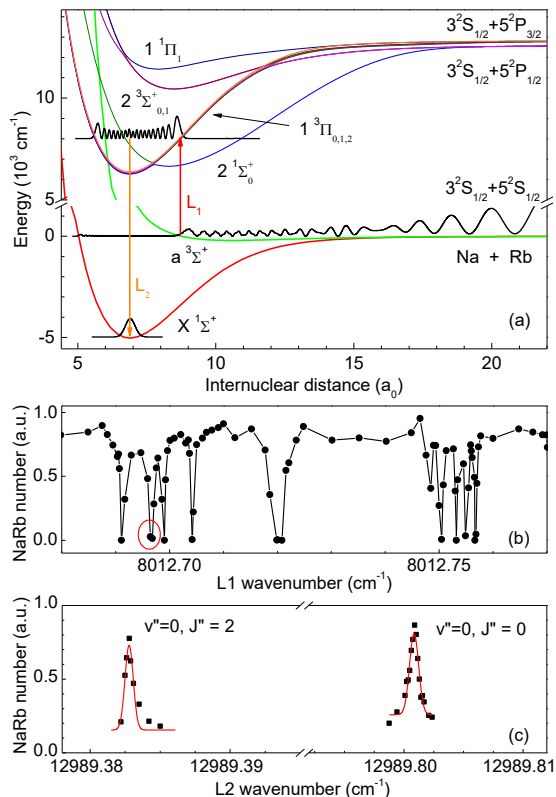 1 ¹Π₁
3²S₁/₂+5²P₃/₂
3²S₁/₂+5²P₁/₂
2 ³Σ⁺₀,₁
1 ³Π₀,₁,₂
2 ¹Σ⁺₀
10
5
L₁
3²S₁/₂+5²S₁/₂
0
a ³Σ⁺
Na + Rb
L₂
X ¹Σ⁺
(a)
-5
Energy (10³ cm⁻¹)
5 10 15 20
Internuclear distance (a₀)
1.0
0.5
0.0
NaRb number (a.u.)
(b)
8012.70 8012.75
L1 wavenumber (cm⁻¹)
1.0
v"=0, J" = 2 v"=0, J" = 0
0.5
0.0
NaRb number (a.u.)
(c)
12989.38 12989.39 12989.80 12989.81
L2 wavenumber (cm⁻¹)